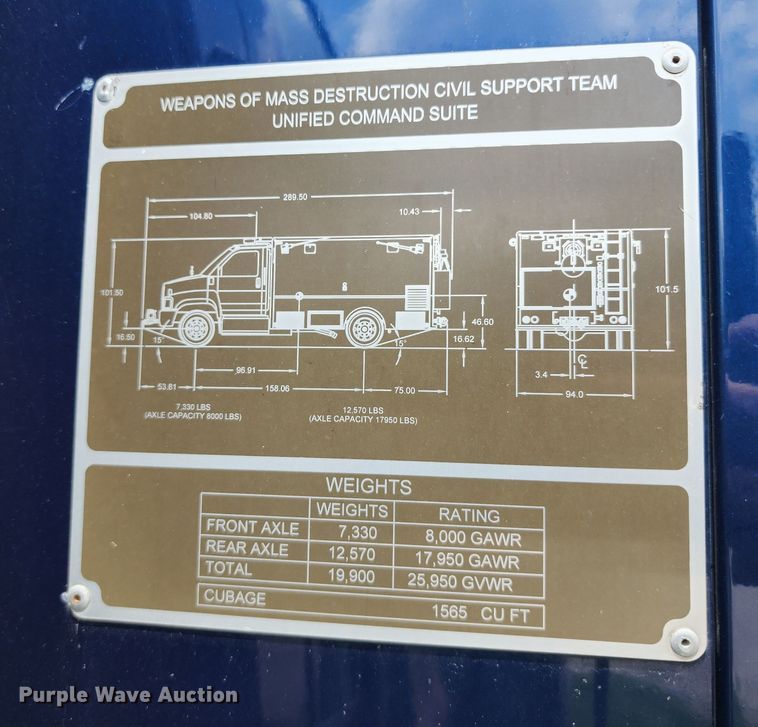 WEAPONS OF MASS DESTRUCTION CIVIL SUPPORT TEAM
UNIFIED COMMAND SUITE
289.50
104.80
10.43
101.50
101.5
46.60
16.50
15°
15°
16.62
96.91
3.4
CL
53.61
158.06
75.00
94.0
7,330 LBS
(AXLE CAPACITY 8000 LBS)
12.570 LBS
(AXLE CAPACITY 17950 LBS)
WEIGHTS
WEIGHTS RATING
FRONT AXLE 7,330 8,000 GAWR
REAR AXLE 12,570 17,950 GAWR
TOTAL 19,900 25,950 GVWR
CUBAGE 1565 CU FT
Purple Wave Auction